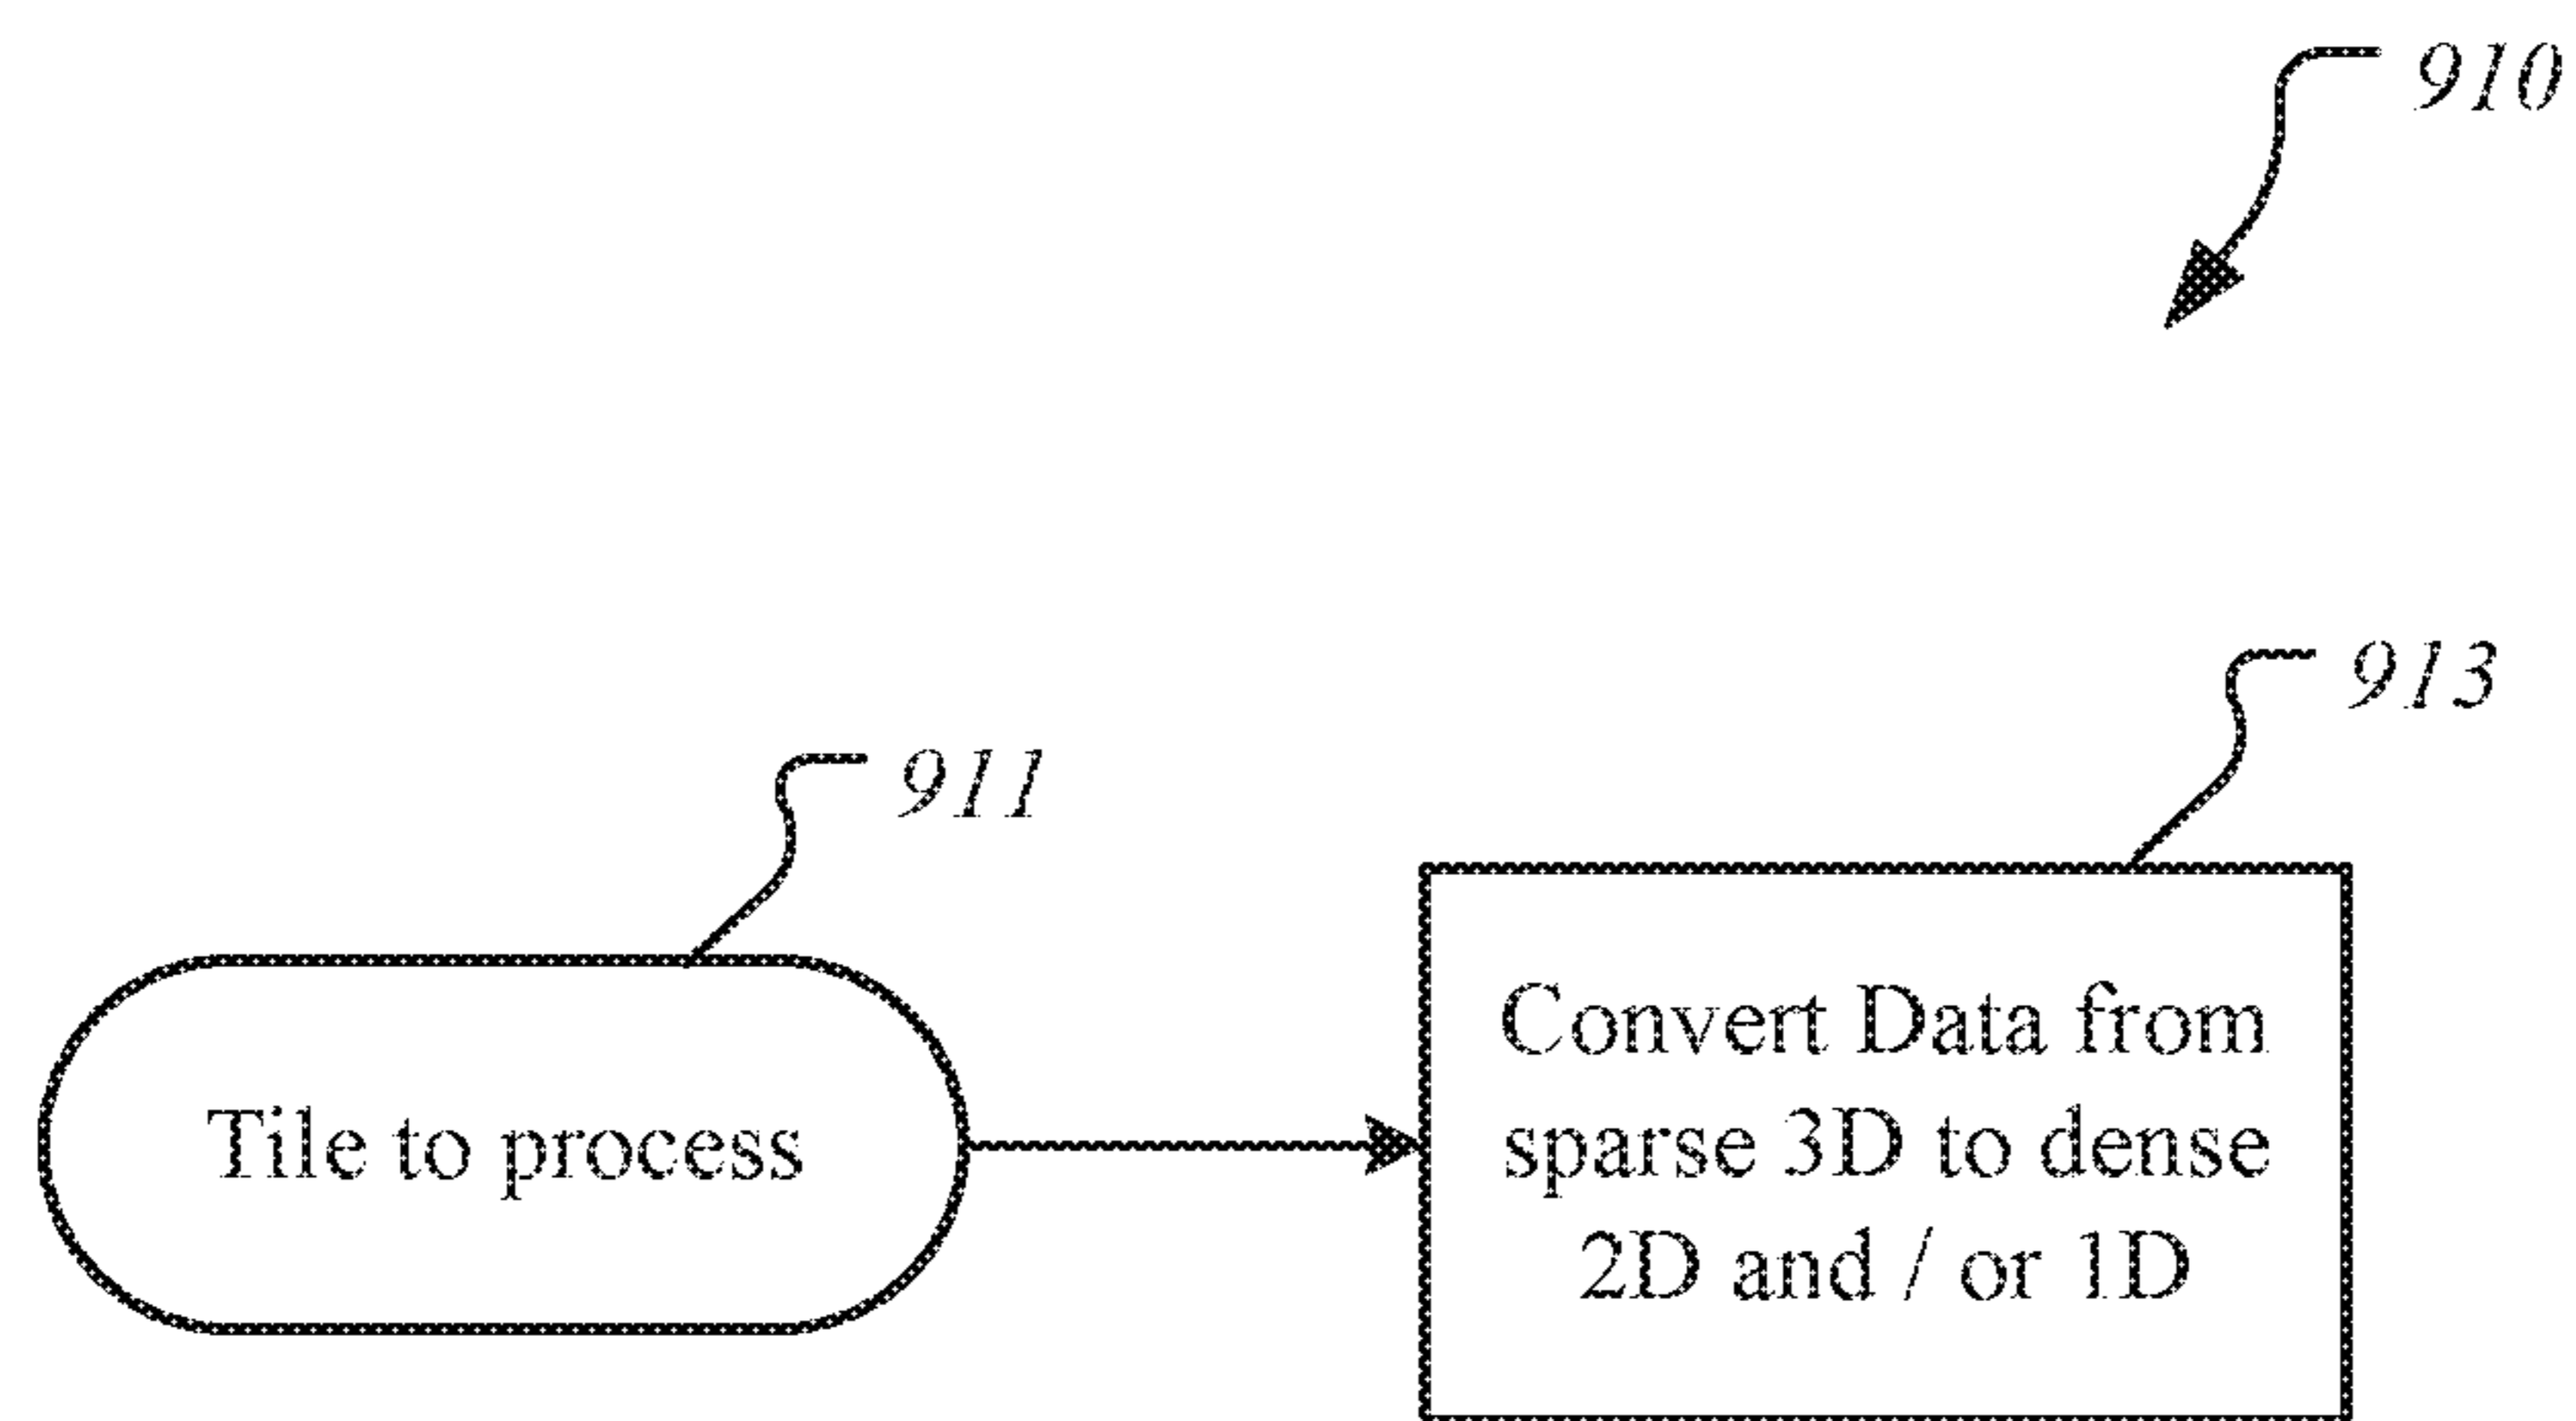 910
913
911
Tile to process
Convert Data from
sparse 3D to dense
2D and / or 1D